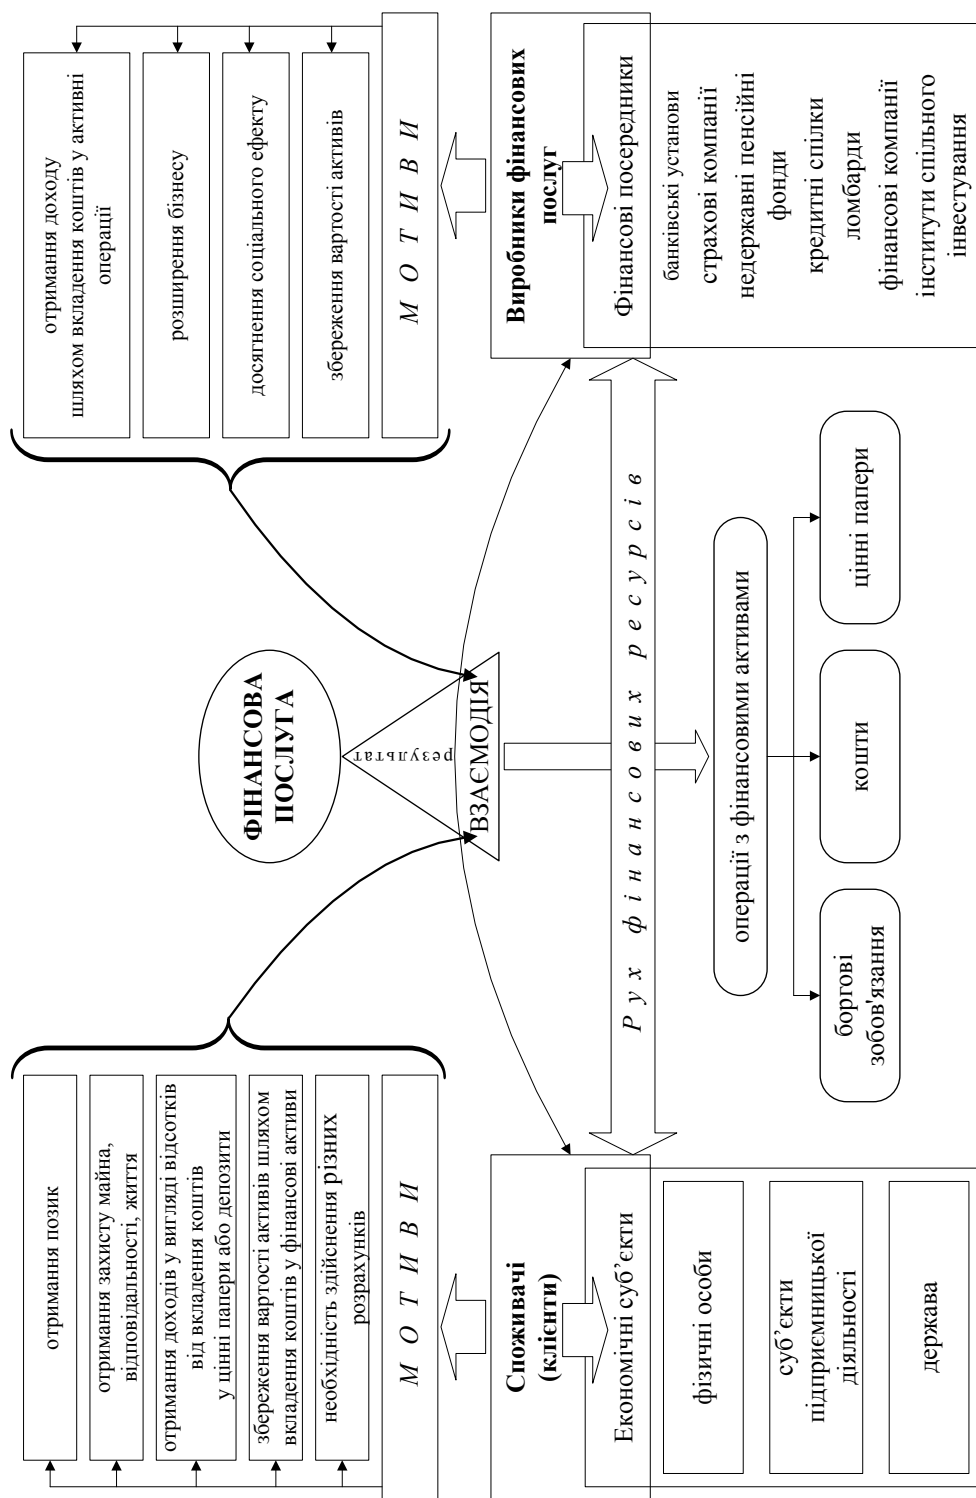 отримання позик
отримання захисту майна,
відповідальності, життя
отримання доходів у вигляді відсотків
від вкладення коштів
у цінні папери або депозити
збереження вартості активів шляхом
вкладення коштів у фінансові активи
необхідність здійснення різних
розрахунків
М О Т И В И
Споживачі
(клієнти)
Економічні суб’єкти
фізичні особи
суб’єкти
підприємницької
діяльності
держава
ФІНАНСОВА
ПОСЛУГА
результат
ВЗАЄМОДІЯ
Рух фінансових ресурсів
операції з фінансовими активами
боргові
зобов'язання
кошти
цінні папери
отримання доходу
шляхом вкладення коштів у активні
операції
розширення бізнесу
досягнення соціального ефекту
збереження вартості активів
М О Т И В И
Виробники фінансових
послуг
Фінансові посередники
банківські установи
страхові компанії
недержавні пенсійні
фонди
кредитні спілки
ломбарди
фінансові компанії
інститути спільного
інвестування